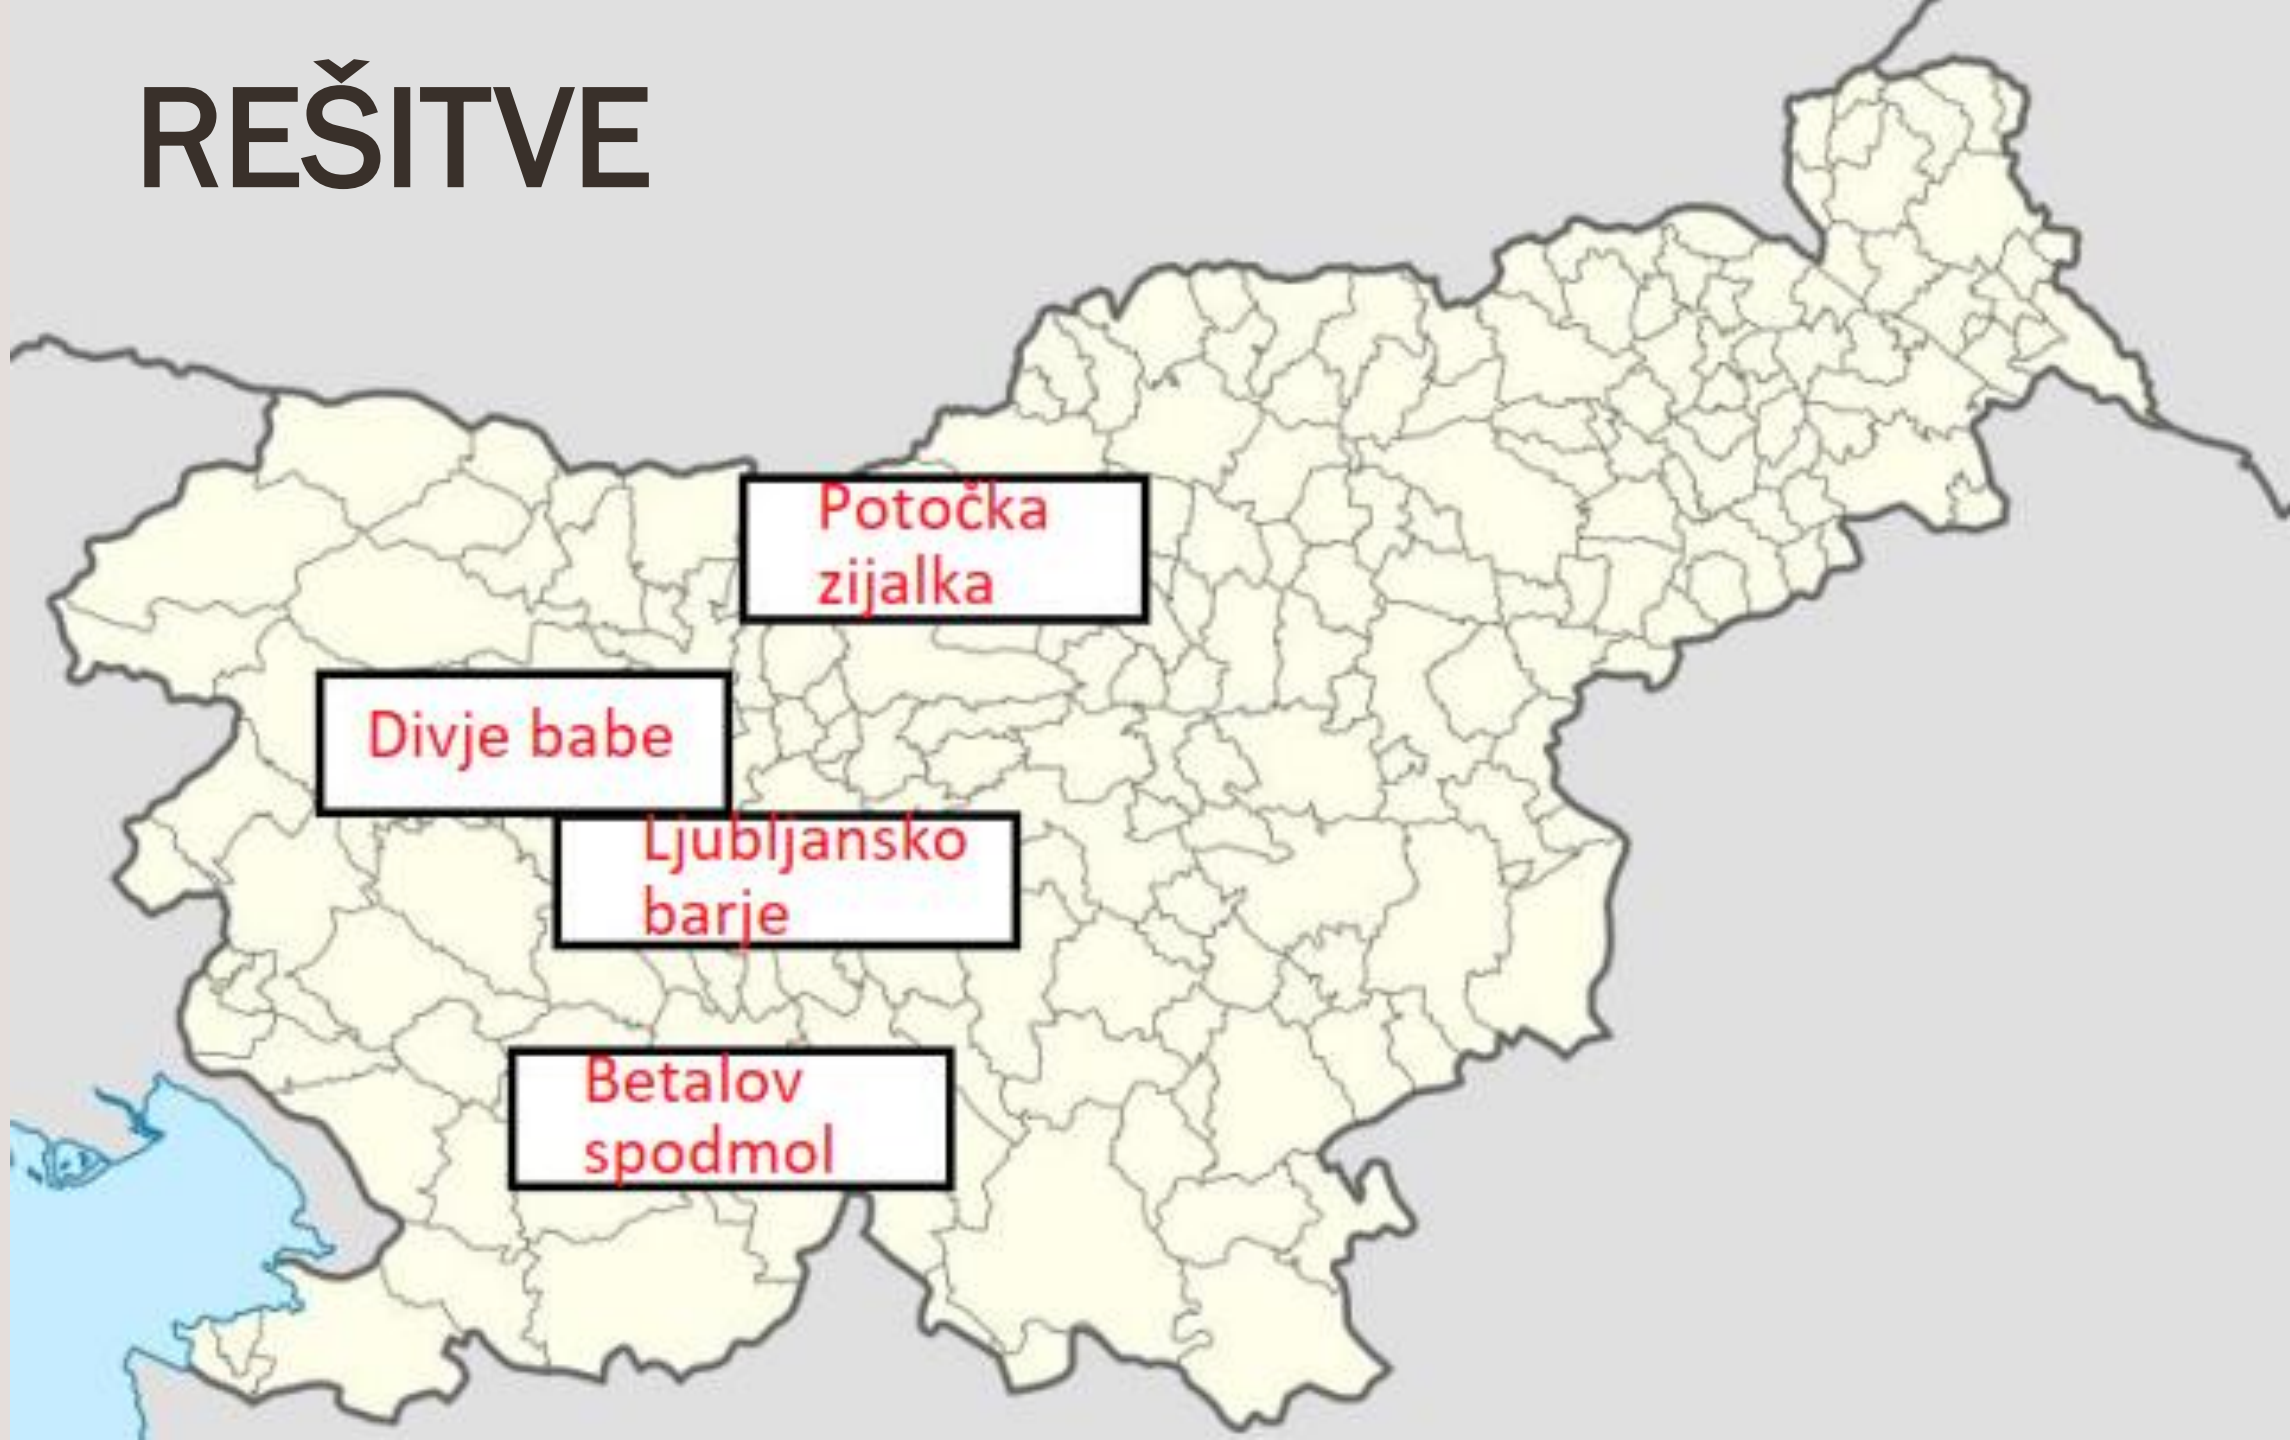 REŠITVE
Potočka
zijalka
Divje babe
Ljubljansko
barje
Betalov
spodmol